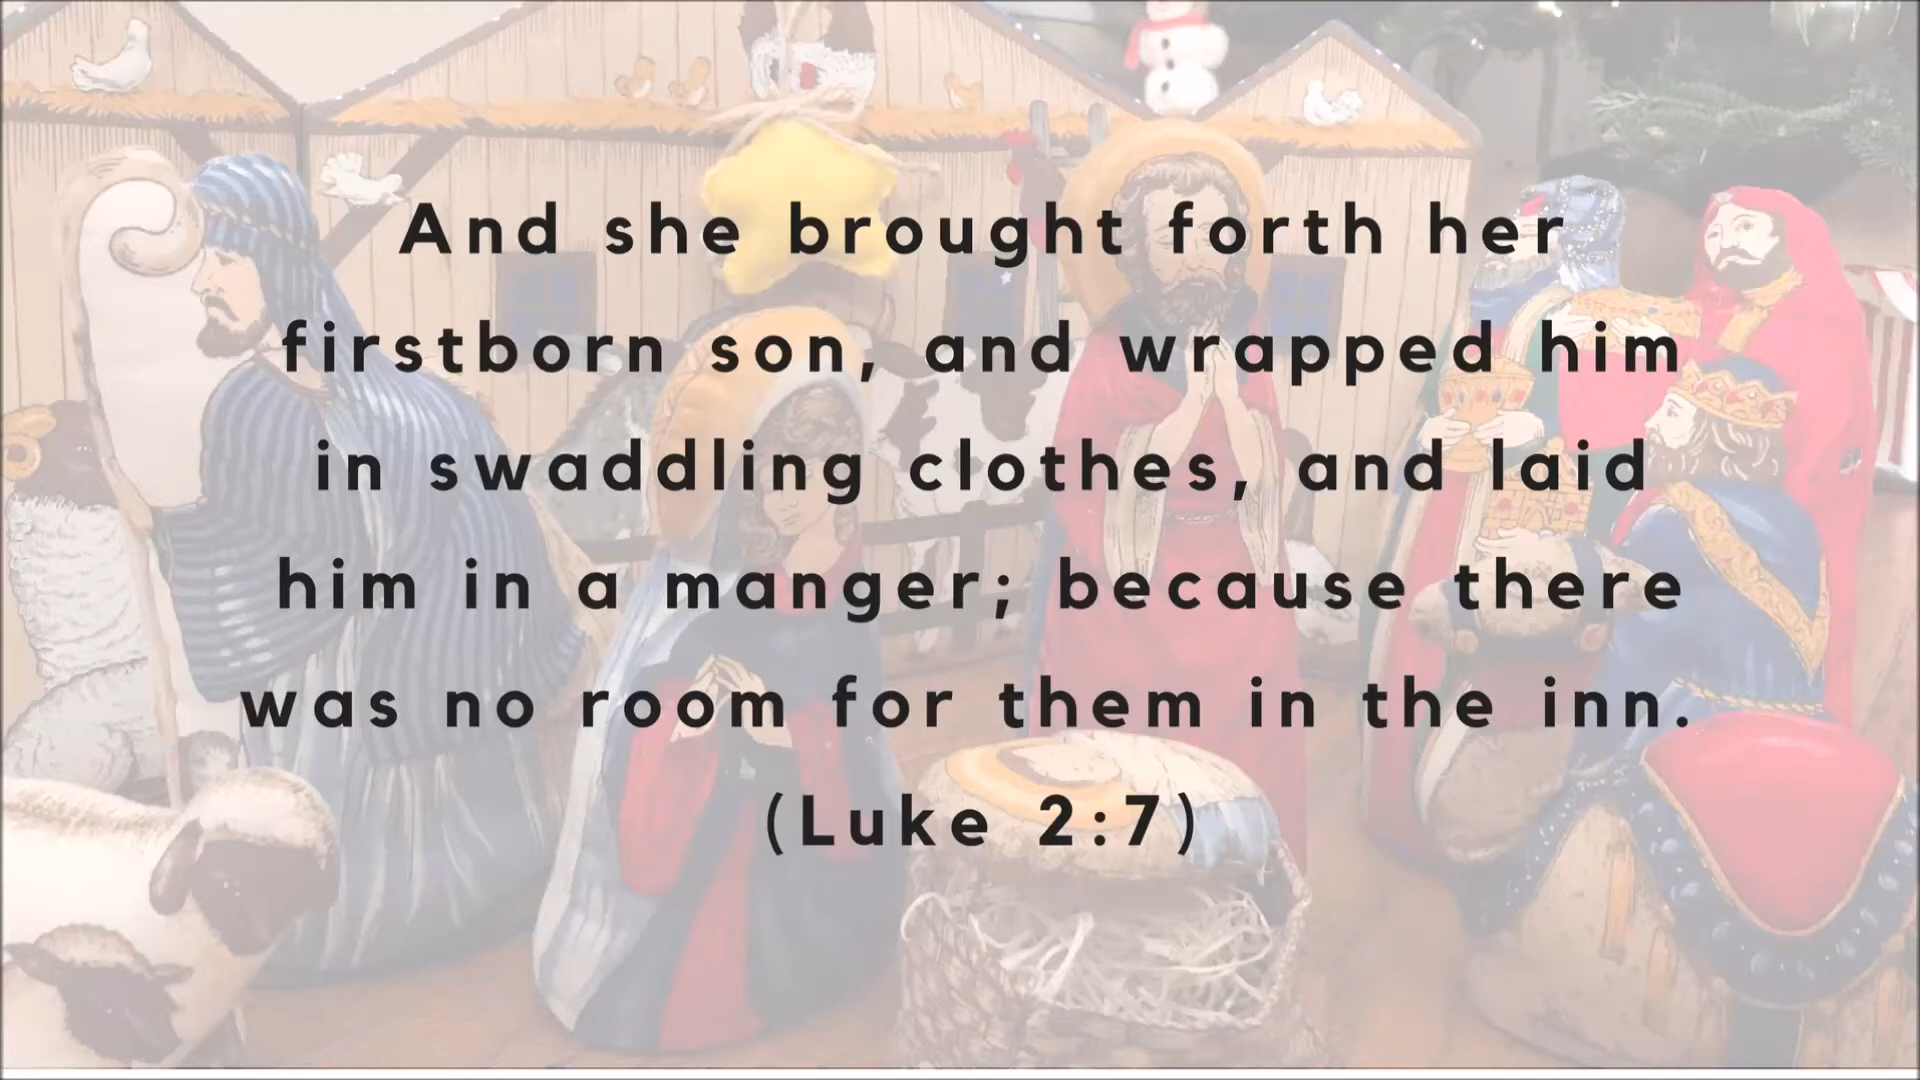 And she brought forth her
firstborn son, and wrapped him
in swaddling clothes, and laid
him in a manger; because there
was no room for them in the inn.
(Luke 2:7)